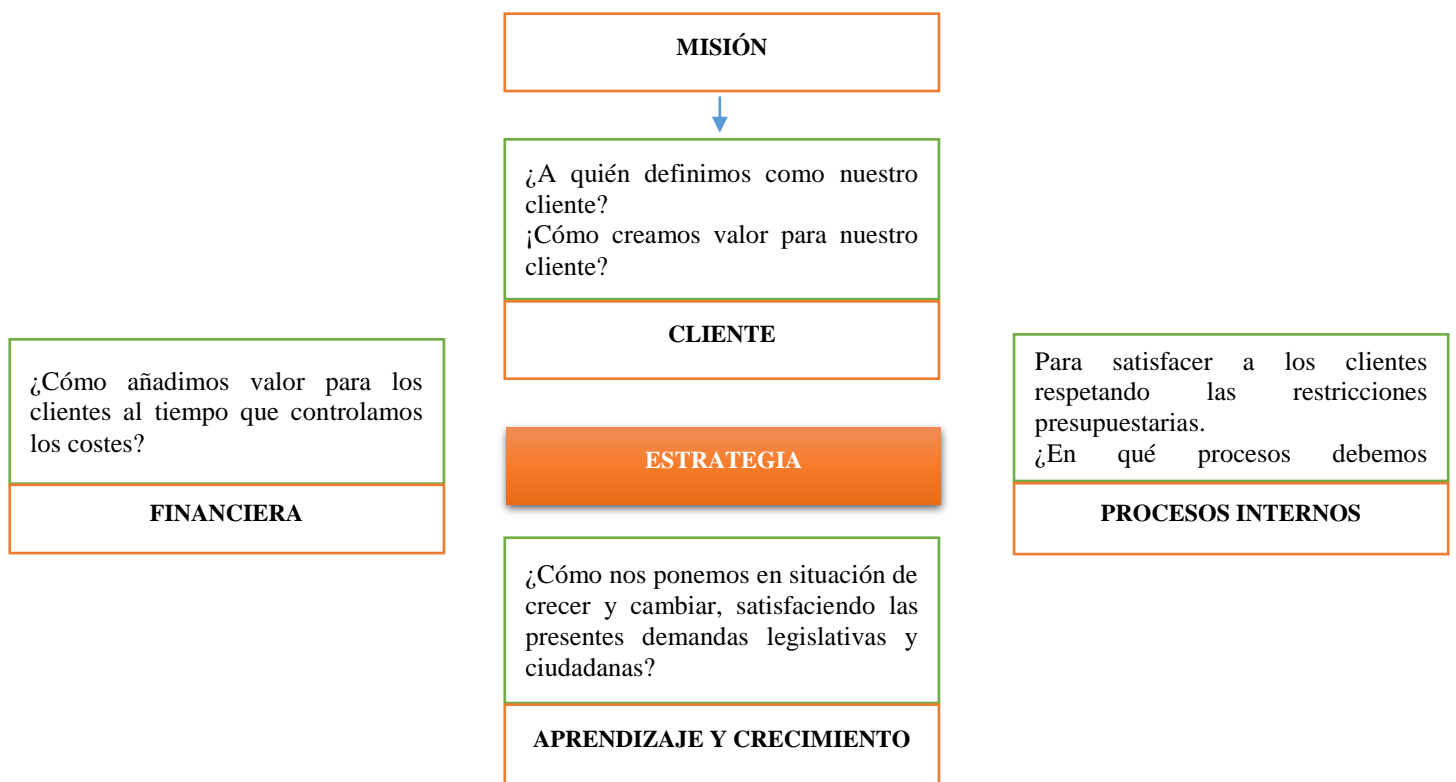 MISIÓN
¿A quién definimos como nuestro
cliente?
¡Cómo creamos valor para nuestro
cliente?
CLIENTE
¿Cómo añadimos valor para los
clientes al tiempo que controlamos
los costes?
FINANCIERA
ESTRATEGIA
Para satisfacer a los clientes
respetando las restricciones
presupuestarias.
¿En qué procesos debemos
PROCESOS INTERNOS
¿Cómo nos ponemos en situación de
crecer y cambiar, satisfaciendo las
presentes demandas legislativas y
ciudadanas?
APRENDIZAJE Y CRECIMIENTO